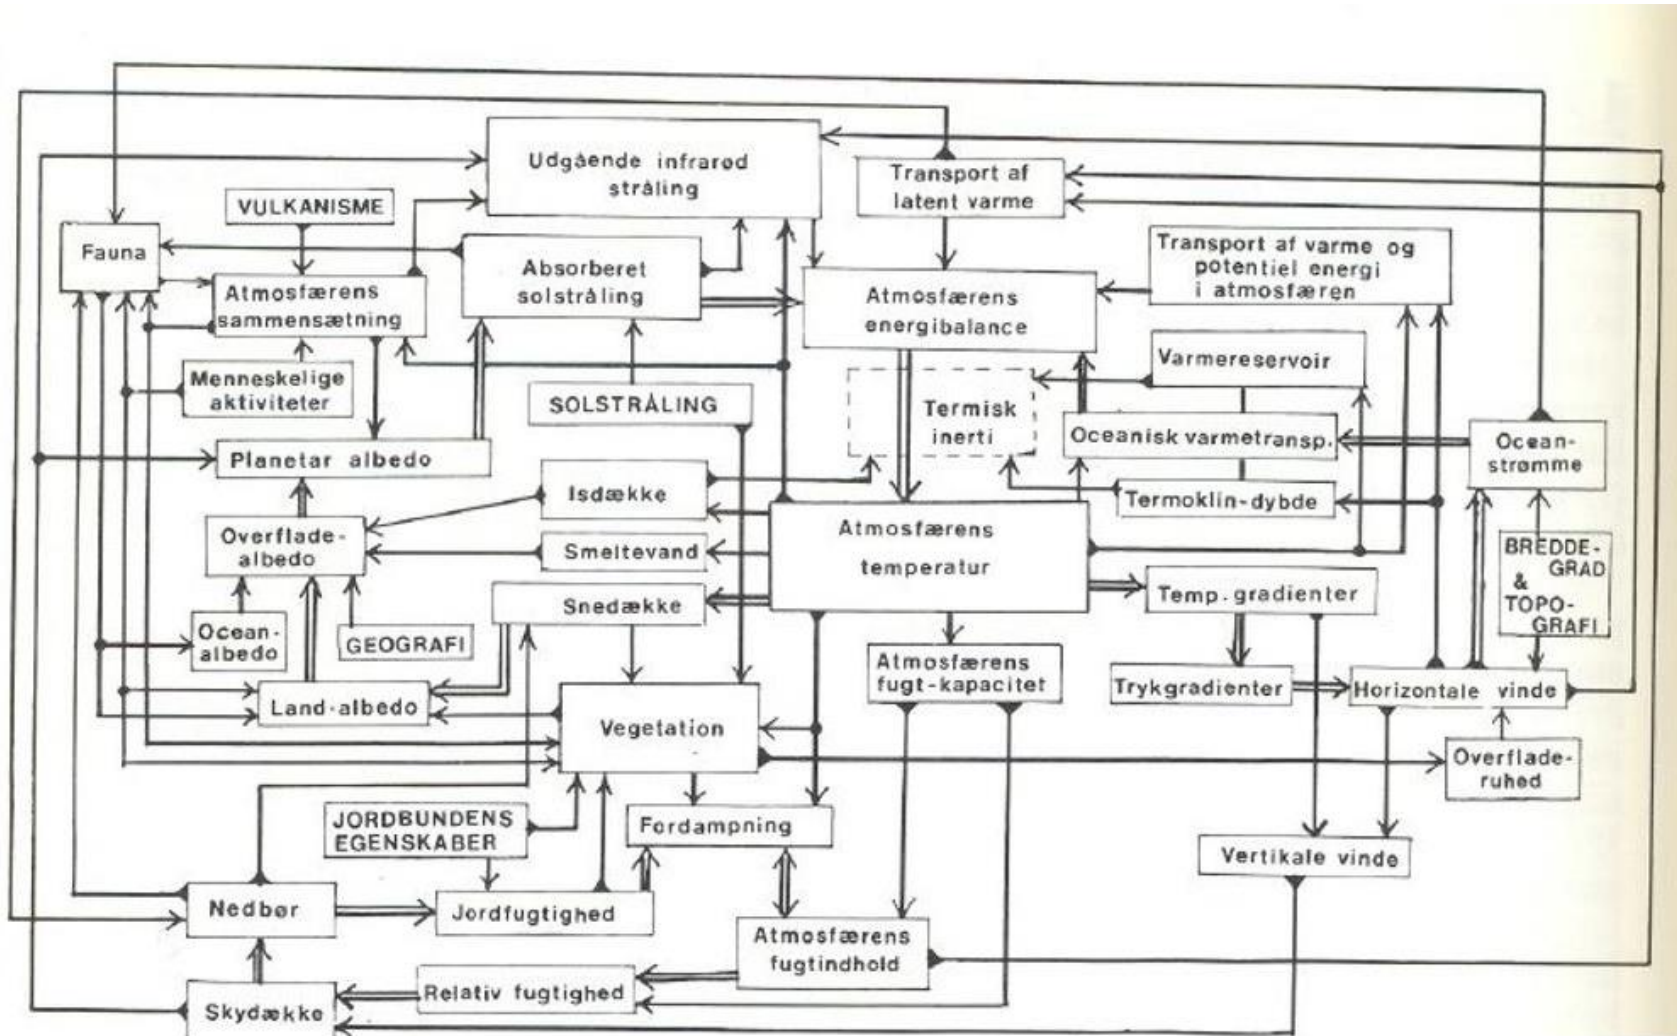 Udgående infrarød
stråling
Transport af
latent varme
VULKANISME
Fauna
Absorberet
solstråling
Transport af varme og
potentiel energi
i atmosfæren
Atmosfærens
sammensætning
Atmosfærens
energibalance
Varmereservoir
Menneskelige
aktiviteter
SOLSTRÅLING
Termisk
inerti
Oceanisk varmetransp.
Ocean-
strømme
Planetar albedo
Isdække
Termoklin-dybde
Overflade-
albedo
Smeltevand
Atmosfærens
temperatur
BREDDE-
GRAD
&
TOPO-
GRAFI
Snedække
Temp. gradienter
Ocean-
albedo
GEOGRAFI
Atmosfærens
fugt-kapacitet
Trykgradienter
Horizontale vinde
Land-albedo
Vegetation
Overflade-
ruhed
JORDBUNDENS
EGENSKABER
Fordampning
Vertikale vinde
Nedbør
Jordfugtighed
Atmosfærens
fugtindhold
Relativ fugtighed
Skydække